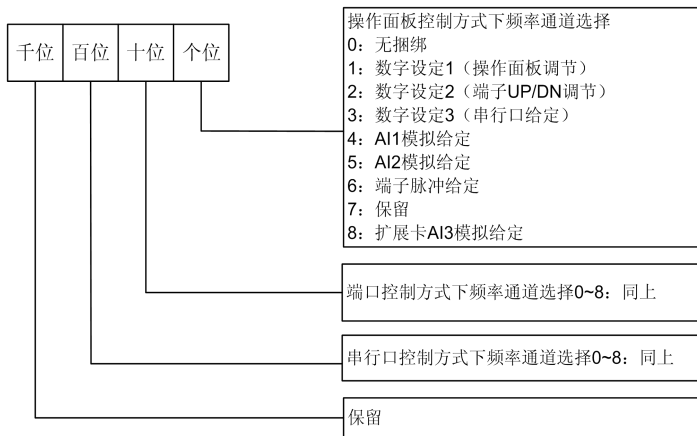 千位 百位 十位 个位
操作面板控制方式下频率通道选择
0：无捆绑
1：数字设定1（操作面板调节）
2：数字设定2（端子UP/DN调节）
3：数字设定3（串行口给定）
4：AI1模拟给定
5：AI2模拟给定
6：端子脉冲给定
7：保留
8：扩展卡AI3模拟给定
端口控制方式下频率通道选择0~8：同上
串行口控制方式下频率通道选择0~8：同上
保留